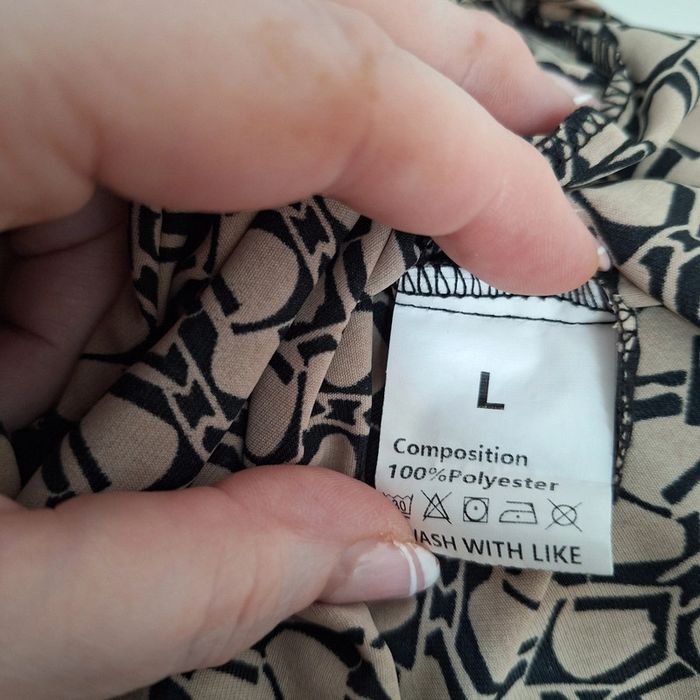 L
Composition
100%Polyester
WITH LIKE